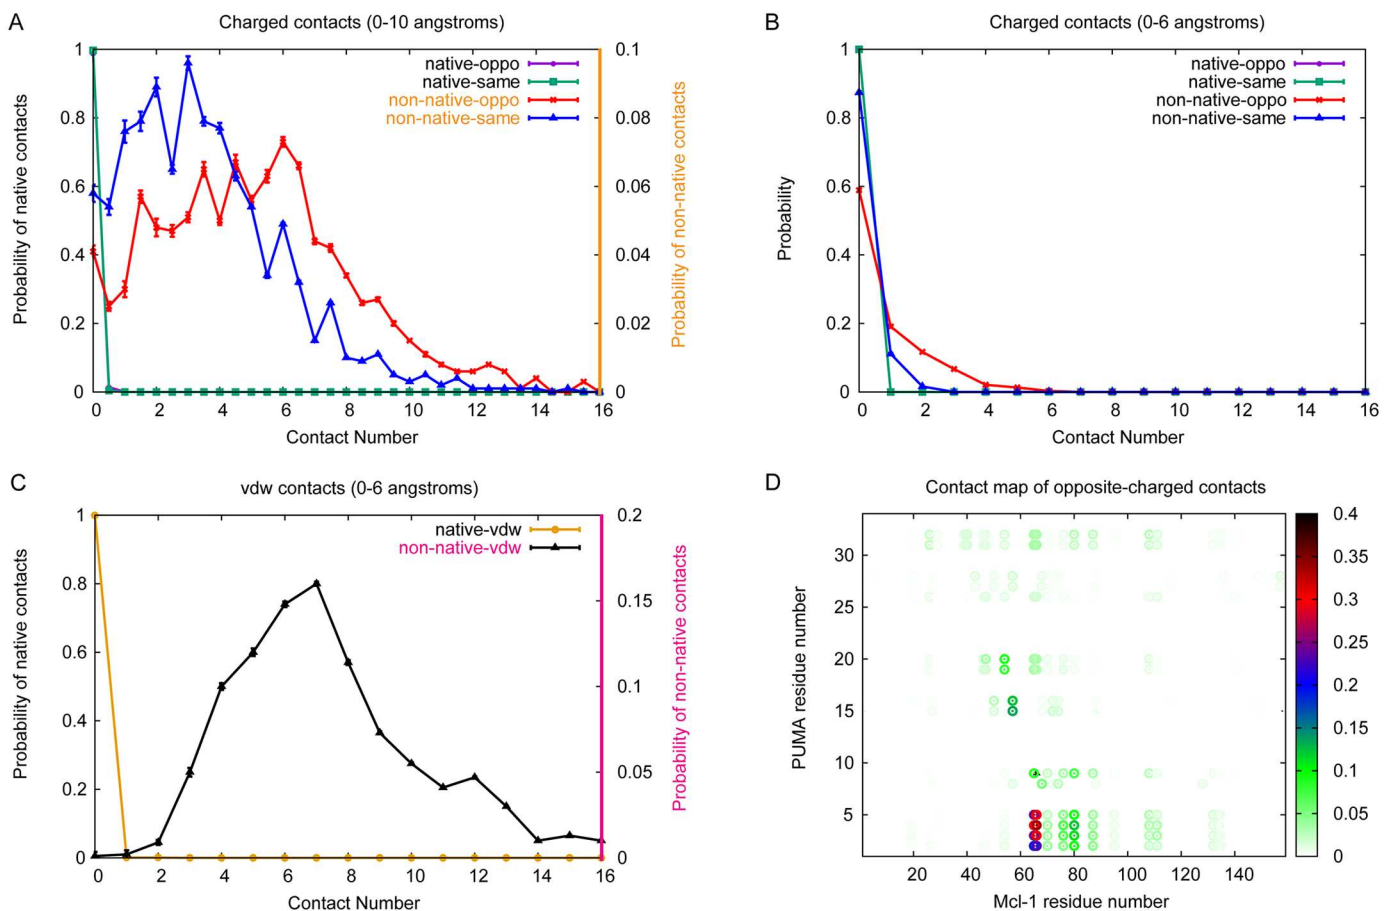 A
Charged contacts (0-10 angstroms)
native-oppo
native-same
non-native-oppo
non-native-same
Probability of native contacts
Probability of non-native contacts
1
0.8
0.6
0.4
0.2
0
0.1
0.08
0.06
0.04
0.02
0
0 2 4 6 8 10 12 14 16
Contact Number
B
Charged contacts (0-6 angstroms)
native-oppo
native-same
non-native-oppo
non-native-same
Probability
1
0.8
0.6
0.4
0.2
0
0 2 4 6 8 10 12 14 16
Contact Number
C
vdw contacts (0-6 angstroms)
native-vdw
non-native-vdw
Probability of native contacts
Probability of non-native contacts
1
0.8
0.6
0.4
0.2
0
0.2
0.15
0.1
0.05
0
0 2 4 6 8 10 12 14 16
Contact Number
D
Contact map of opposite-charged contacts
PUMA residue number
30
25
20
15
10
5
20 40 60 80 100 120 140
Mcl-1 residue number
0.4
0.35
0.3
0.25
0.2
0.15
0.1
0.05
0